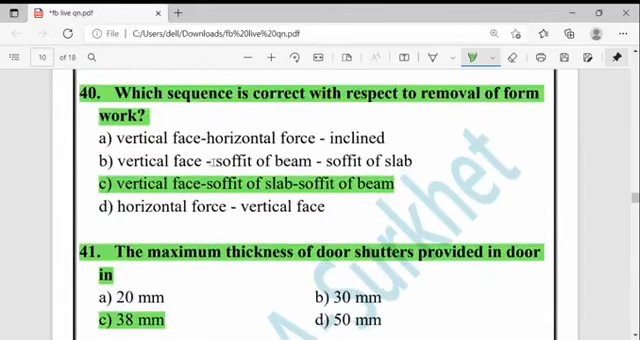 *fb live qn.pdf
File
C:/Users/dell/Downloads/fb%20live%20qn.pdf
10 of 18
40. Which sequence is correct with respect to removal of form
work?
a) vertical face-horizontal force - inclined
b) vertical face -soffit of beam - soffit of slab
c) vertical face-soffit of slab-soffit of beam
d) horizontal force - vertical face
41. The maximum thickness of door shutters provided in door
in
a) 20 mm b) 30 mm
c) 38 mm d) 50 mm
A-Surkhet